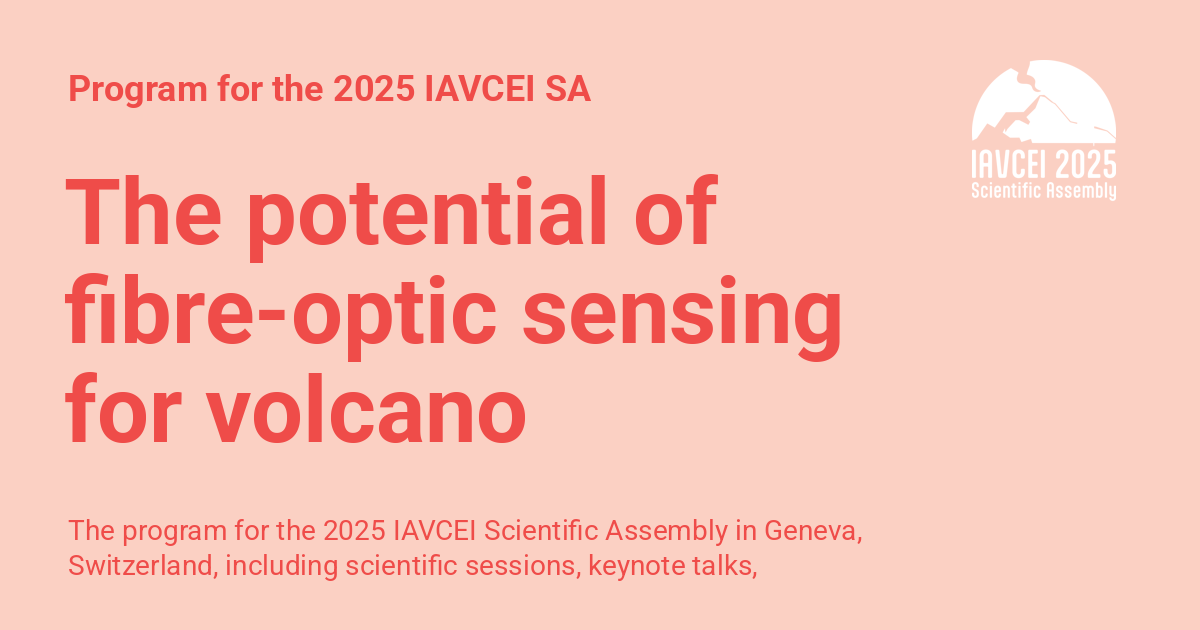 Program for the 2025 IAVCEI SA
IAVCEI 2025
Scientific Assembly
The potential of
fibre-optic sensing
for volcano
The program for the 2025 IAVCEI Scientific Assembly in Geneva,
Switzerland, including scientific sessions, keynote talks,